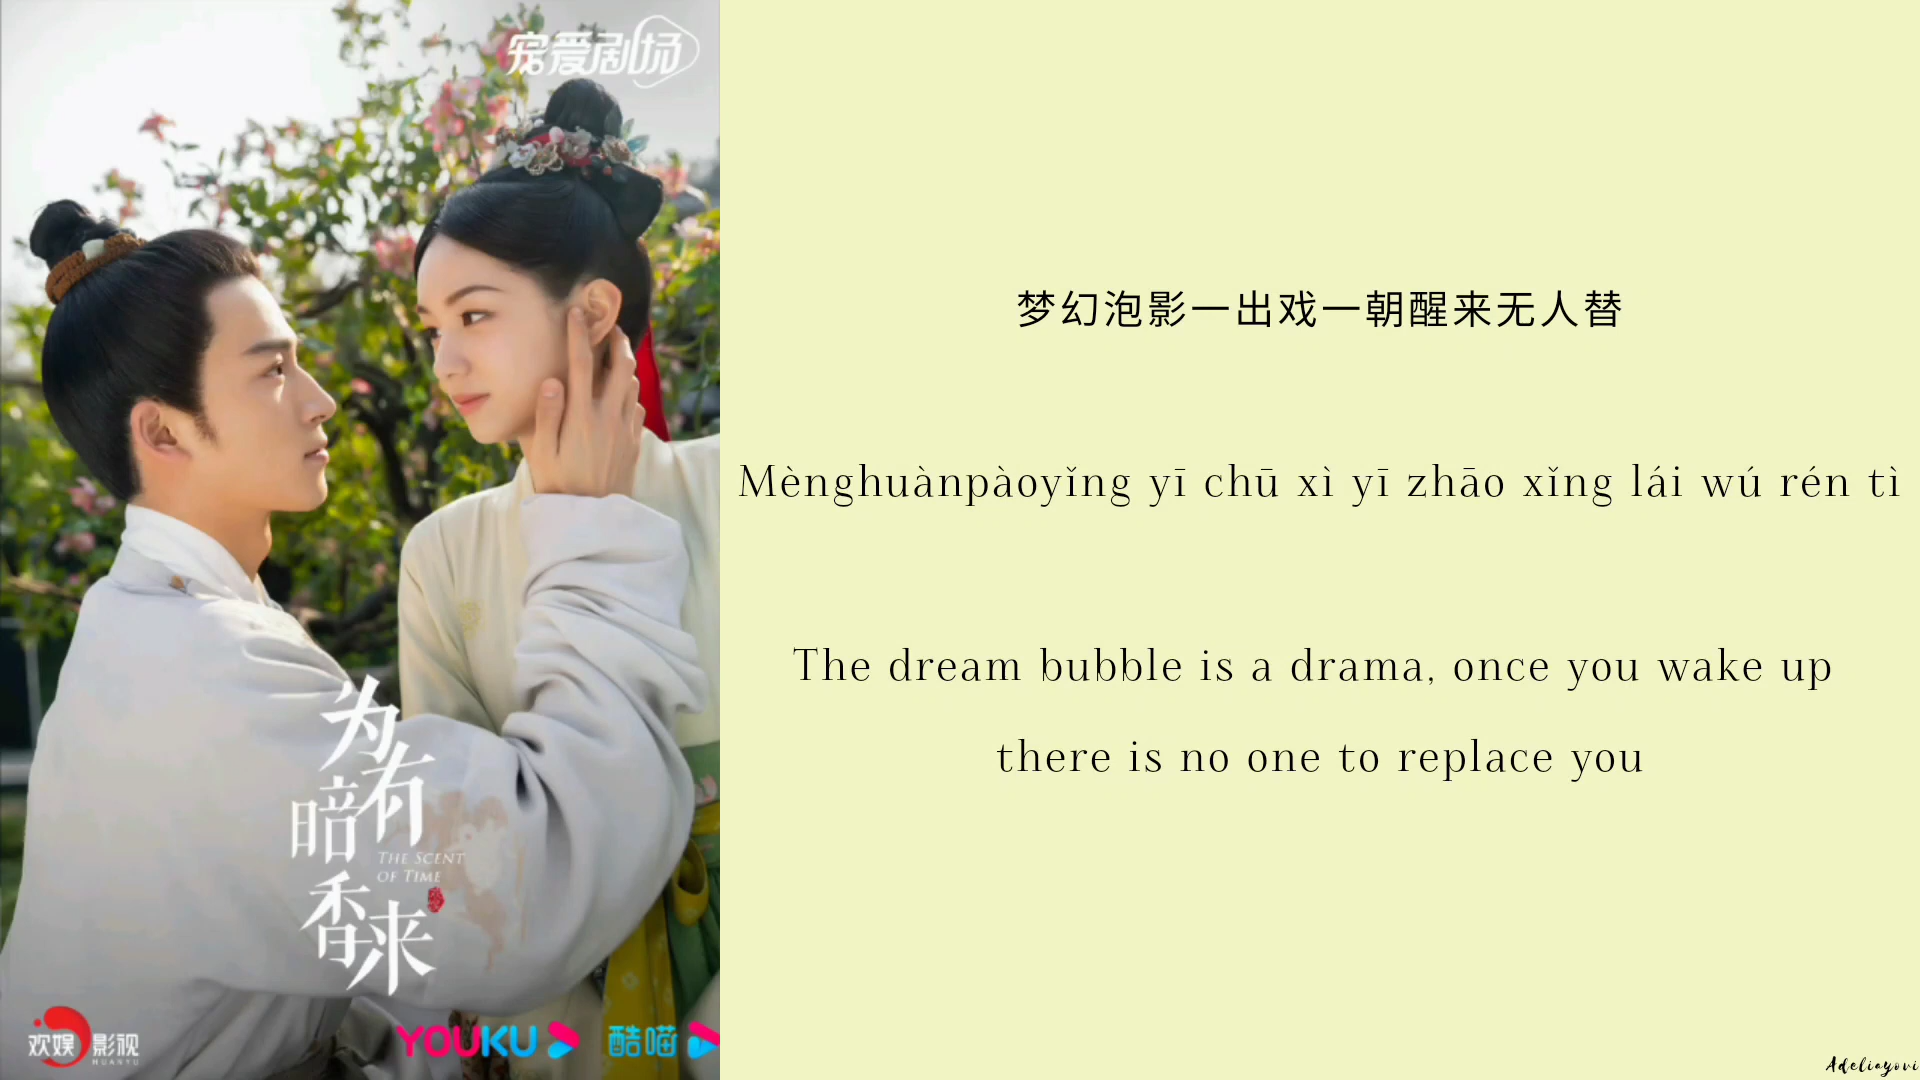 宠爱剧场
为有
暗香来
THE SCENT
OF TIME
欢娱影视
HUANYU
YOUKU
酷喵
梦幻泡影一出戏一朝醒来无人替
Mènghuànpàoyǐng yī chū xì yī zhāo xǐng lái wú rén tì
The dream bubble is a drama, once you wake up
there is no one to replace you
Adeliayovi